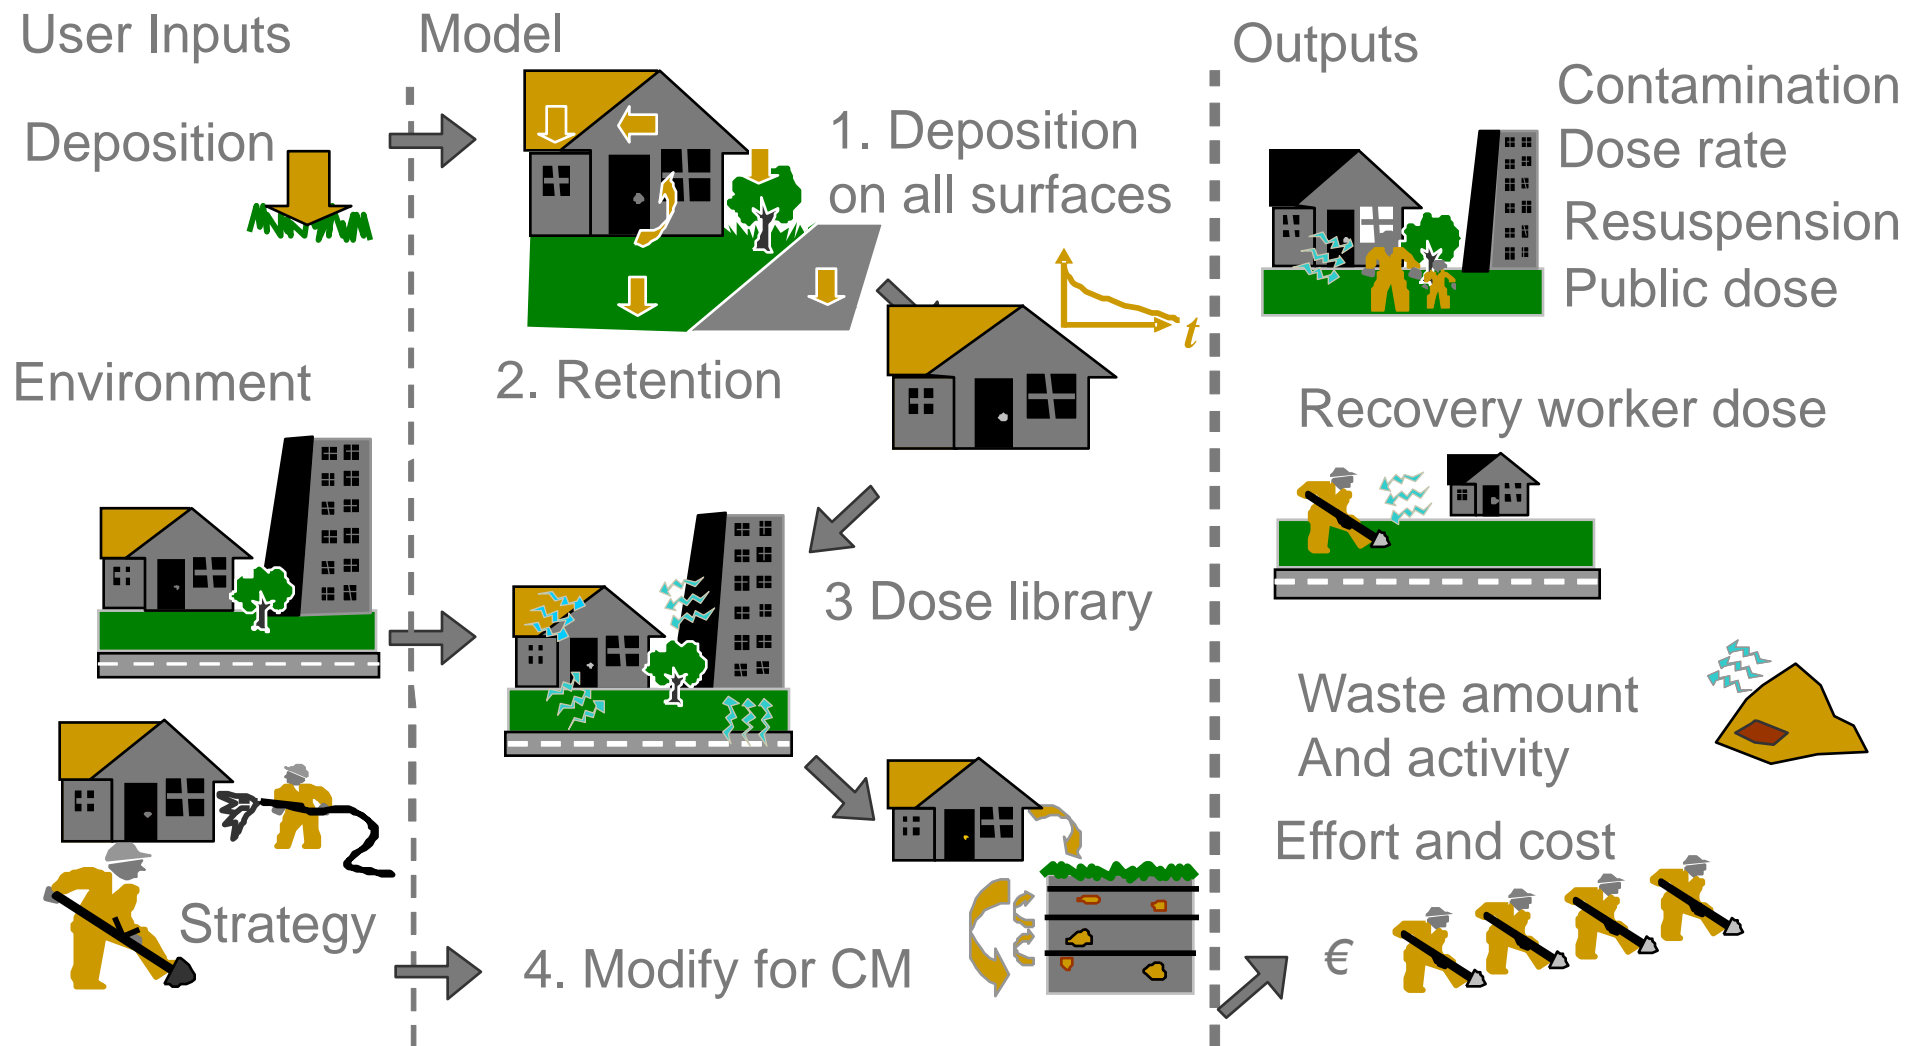 User Inputs
Deposition
Environment
Strategy
Model
1. Deposition
on all surfaces
t
2. Retention
3 Dose library
4. Modify for CM
Outputs
Contamination
Dose rate
Resuspension
Public dose
Recovery worker dose
Waste amount
And activity
Effort and cost
€